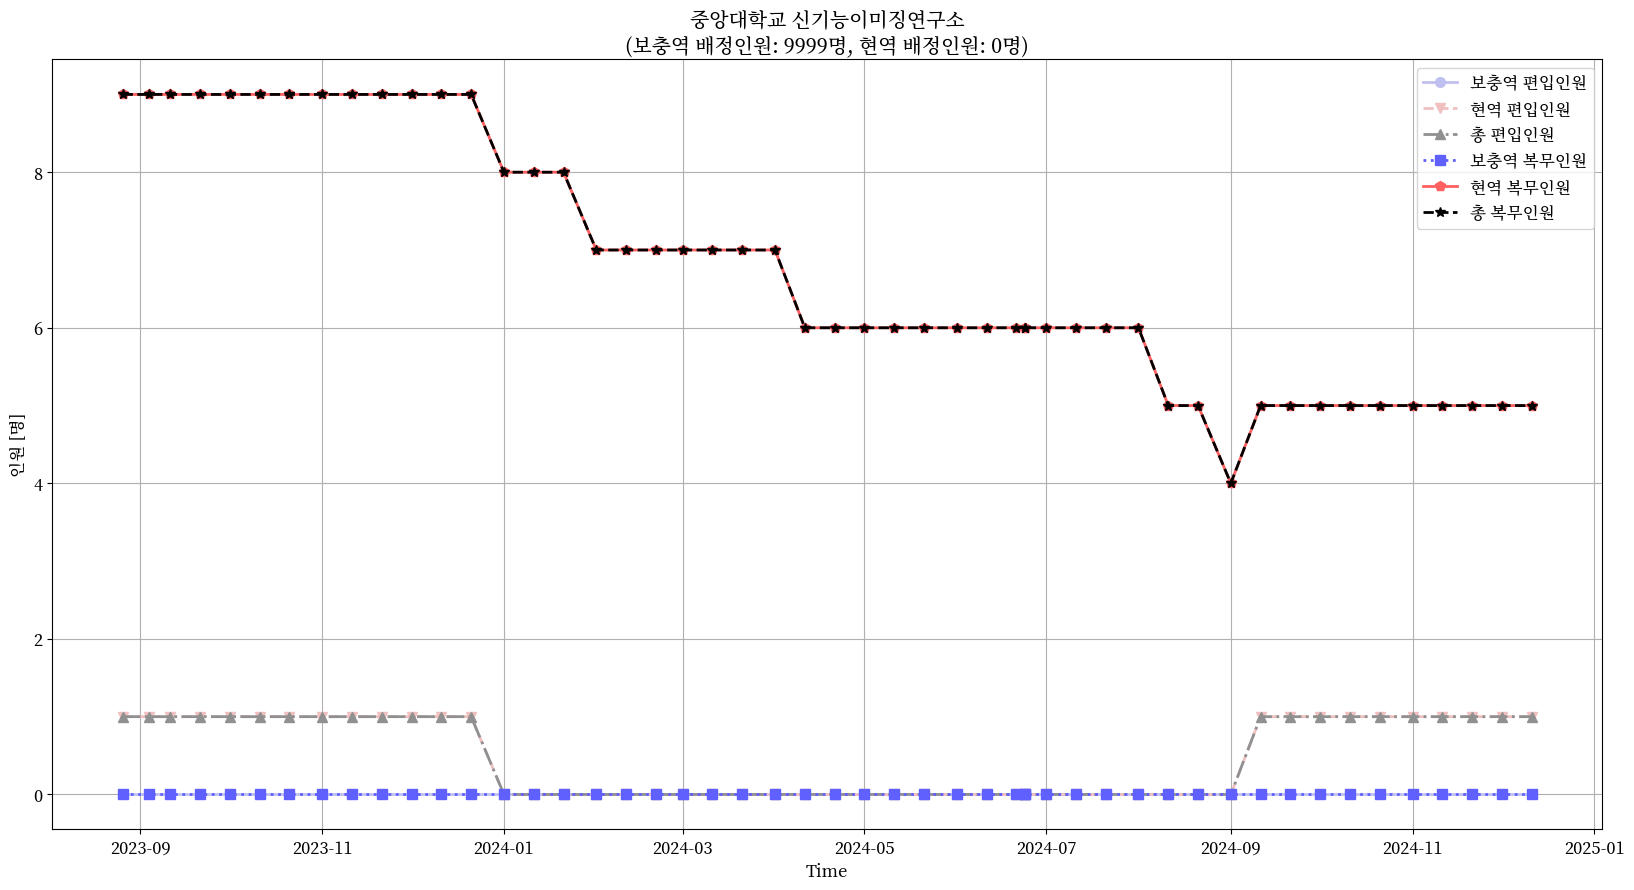 중앙대학교 신기능이미징연구소
(보충역 배정인원: 9999명, 현역 배정인원: 0명)
보충역 편입인원
현역 편입인원
총 편입인원
보충역 복무인원
현역 복무인원
총 복무인원
인원 [명]
8
6
4
2
0
2023-09
2023-11
2024-01
2024-03
2024-05
2024-07
2024-09
2024-11
2025-01
Time